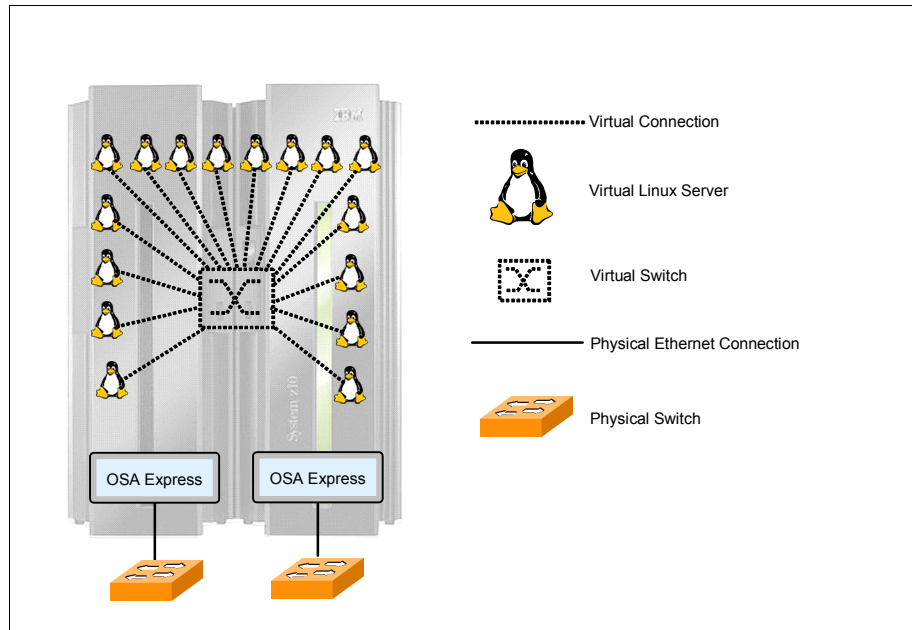 IBM
Virtual Connection
Virtual Linux Server
Virtual Switch
System z10
Physical Ethernet Connection
Physical Switch
OSA Express
OSA Express